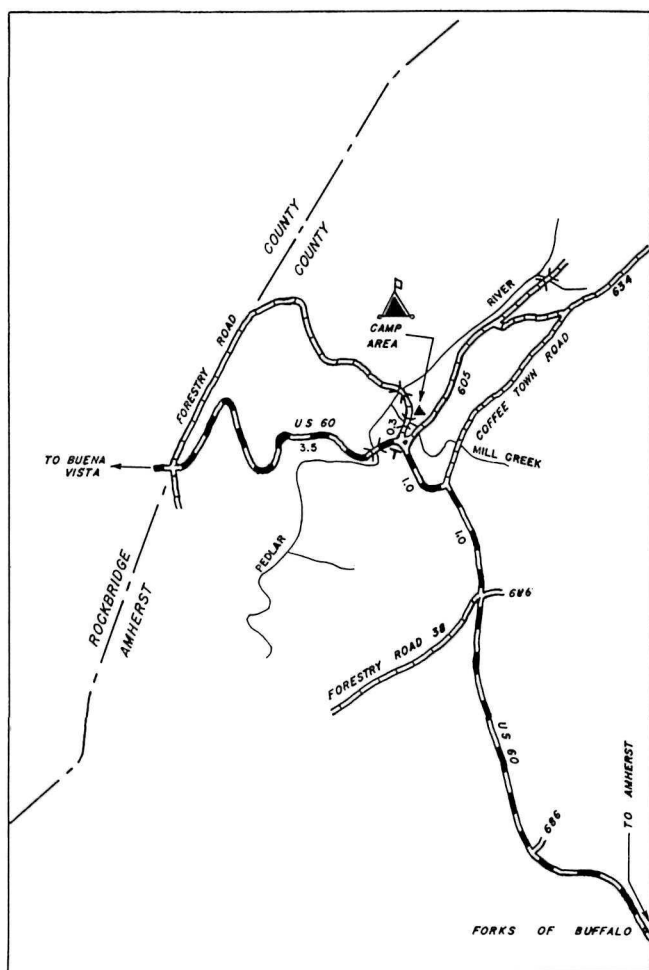 COUNTY
COUNTY
RIVER
634
CAMP
AREA
FORESTRY ROAD
605
COFFEE TOWN ROAD
US 60
3.5
0.3
TO BUENA
VISTA
MILL CREEK
1.0
1.0
PEDLAR
ROCKBRIDGE
AMHERST
686
FORESTRY ROAD 38
US 60
TO AMHERST
686
FORKS OF BUFFALO